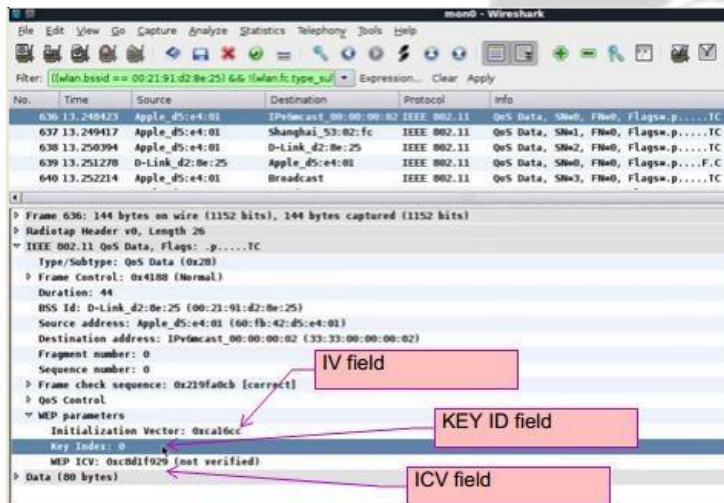 mon0 - Wireshark
File Edit View Go Capture Analyze Statistics Telephony Tools Help
Filter: ((wlan.bssid == 00:21:91:d2:8e:25) && !(wlan.fc.type_su Expression... Clear Apply
No. Time Source Destination Protocol Info
636 13.248423 Apple_d5:e4:01 IPv6mcast_00:00:00:02 IEEE 802.11 QoS Data, SN=0, FN=0, Flags=.p.....TC
637 13.249417 Apple_d5:e4:01 Shanghai_53:02:fc IEEE 802.11 QoS Data, SN=1, FN=0, Flags=.p.....TC
638 13.250394 Apple_d5:e4:01 D-Link_d2:8e:25 IEEE 802.11 QoS Data, SN=2, FN=0, Flags=.p.....TC
639 13.251278 D-Link_d2:8e:25 Apple_d5:e4:01 IEEE 802.11 QoS Data, SN=0, FN=0, Flags=.p....F.C
640 13.252214 Apple_d5:e4:01 Broadcast IEEE 802.11 QoS Data, SN=3, FN=0, Flags=.p.....TC
Frame 636: 144 bytes on wire (1152 bits), 144 bytes captured (1152 bits)
Radiotap Header v0, Length 26
IEEE 802.11 QoS Data, Flags: .p.....TC
Type/Subtype: QoS Data (0x28)
Frame Control: 0x4188 (Normal)
Duration: 44
BSS Id: D-Link_d2:8e:25 (00:21:91:d2:8e:25)
Source address: Apple_d5:e4:01 (60:fb:42:d5:e4:01)
Destination address: IPv6mcast_00:00:00:02 (33:33:00:00:00:02)
Fragment number: 0
Sequence number: 0
IV field
Frame check sequence: 0x219fa0cb [correct]
QoS Control
WEP parameters
Initialization Vector: 0xca16cc
KEY ID field
Key Index: 0
WEP ICV: 0xc8d1f929 (not verified)
Data (80 bytes)
ICV field